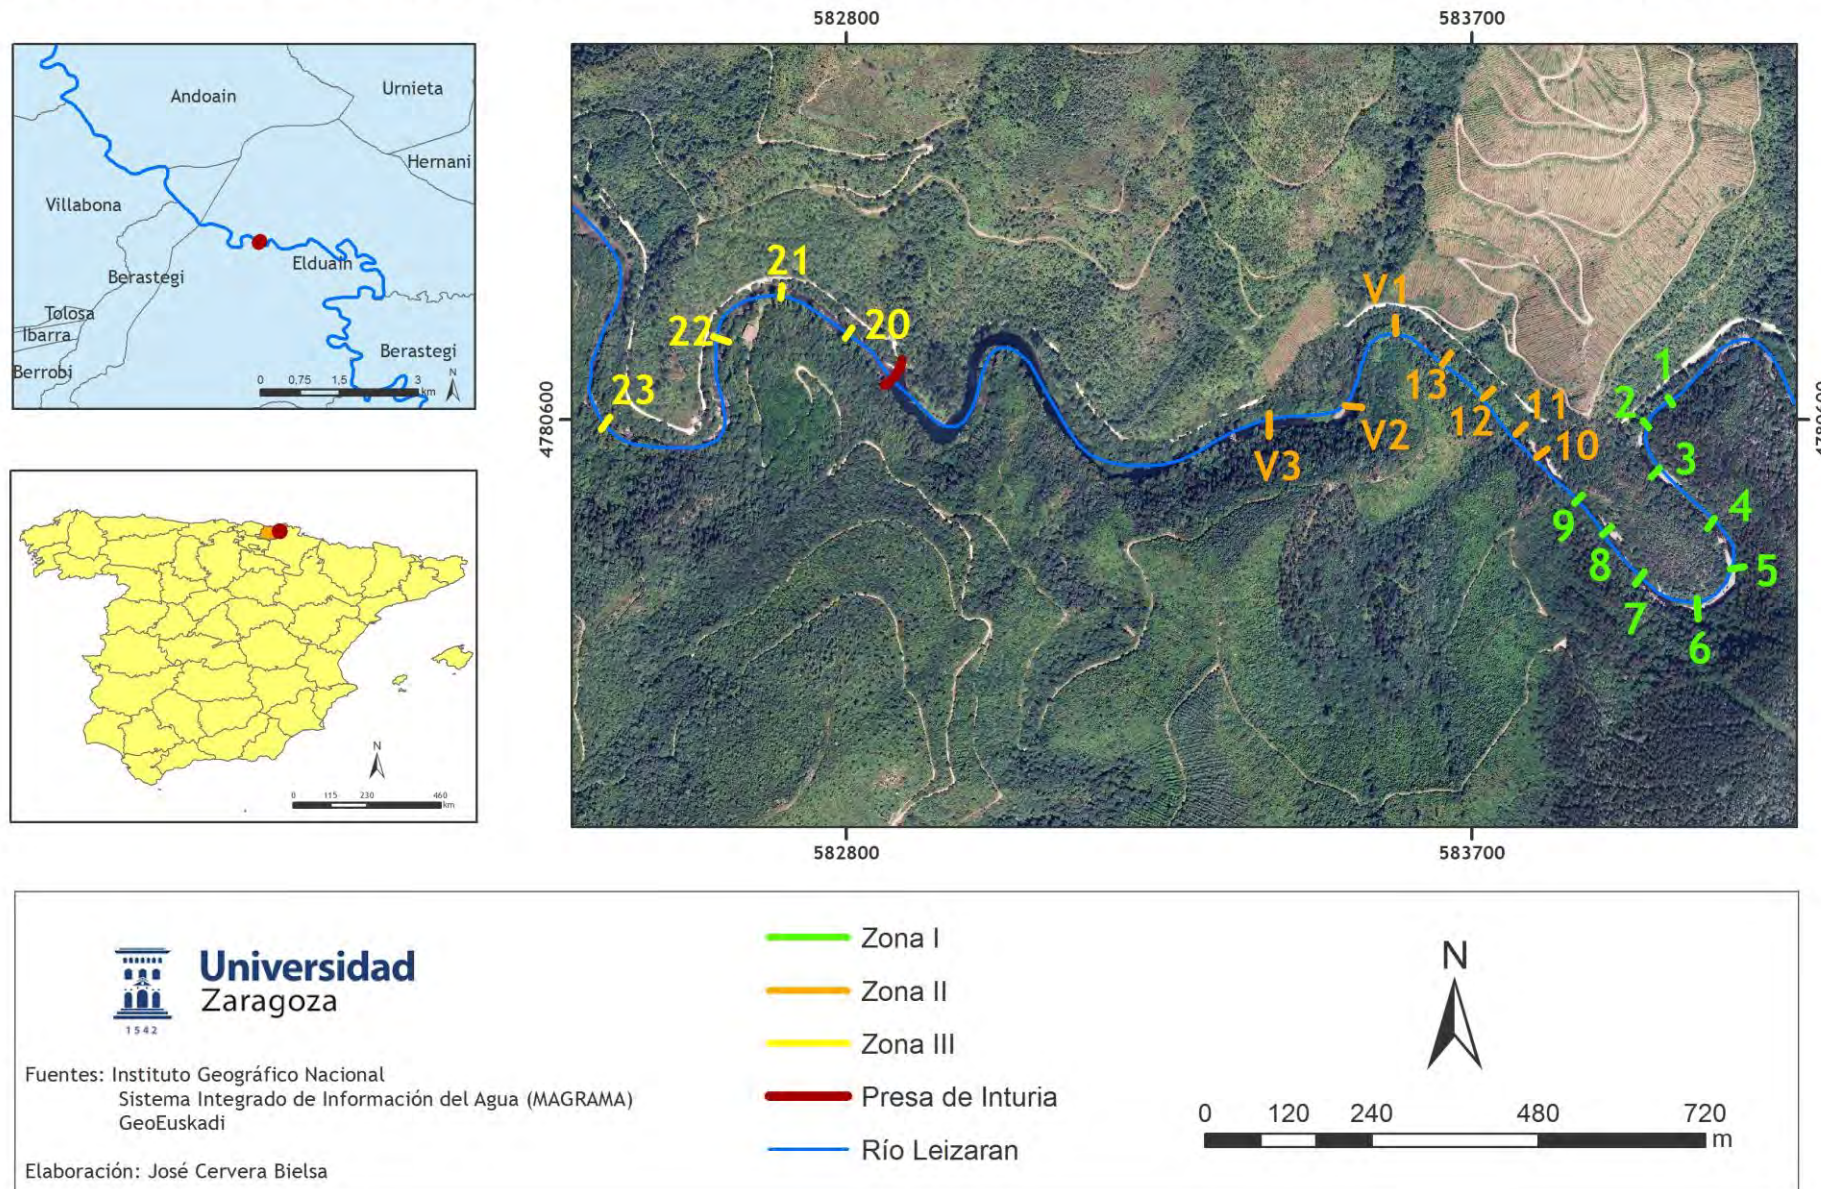 582800
583700
Andoain
Urnieta
Hernani
Villabona
Elduain
Berastegi
Tolosa
Ibarra
Berastegi
Berrobi
0 0,75 1,5 3
km
N
4780600
4780600
21
22
20
23
V1
13
12
11
10
V2
V3
1
2
3
4
5
9
8
7
6
N
0 115 230 460
km
582800
583700
Universidad
Zaragoza
1542
Fuentes: Instituto Geográfico Nacional
Sistema Integrado de Información del Agua (MAGRAMA)
GeoEuskadi
Elaboración: José Cervera Bielsa
Zona I
Zona II
Zona III
Presa de Inturia
Río Leizaran
N
0 120 240 480 720
m